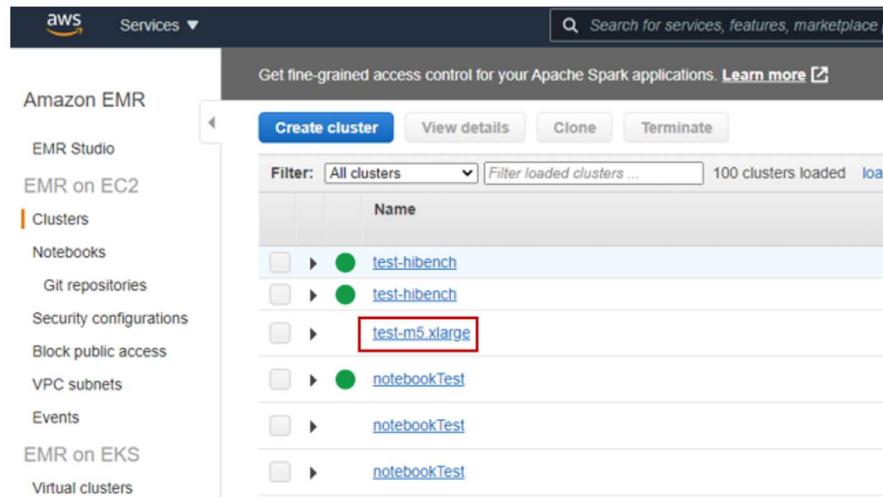 aws
Services ▼
Search for services, features, marketplace
Get fine-grained access control for your Apache Spark applications. Learn more
Amazon EMR
EMR Studio
EMR on EC2
Clusters
Notebooks
Git repositories
Security configurations
Block public access
VPC subnets
Events
EMR on EKS
Virtual clusters
Create cluster View details Clone Terminate
Filter: All clusters Filter loaded clusters ... 100 clusters loaded loa
Name
test-hibench
test-hibench
test-m5.xlarge
notebookTest
notebookTest
notebookTest